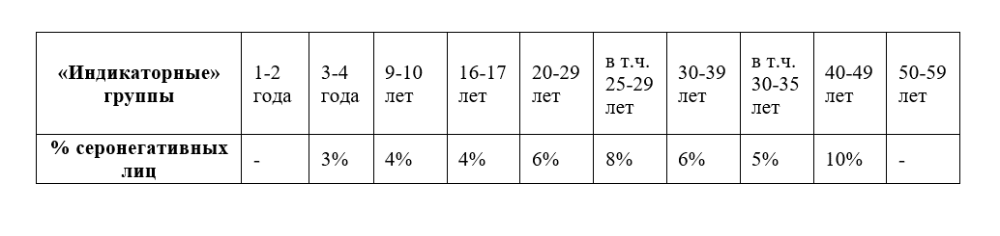 «Индикаторные» группы | 1-2 года | 3-4 года | 9-10 лет | 16-17 лет | 20-29 лет | в т.ч. 25-29 лет | 30-39 лет | в т.ч. 30-35 лет | 40-49 лет | 50-59 лет
% серонегативных лиц | - | 3% | 4% | 4% | 6% | 8% | 6% | 5% | 10% | -